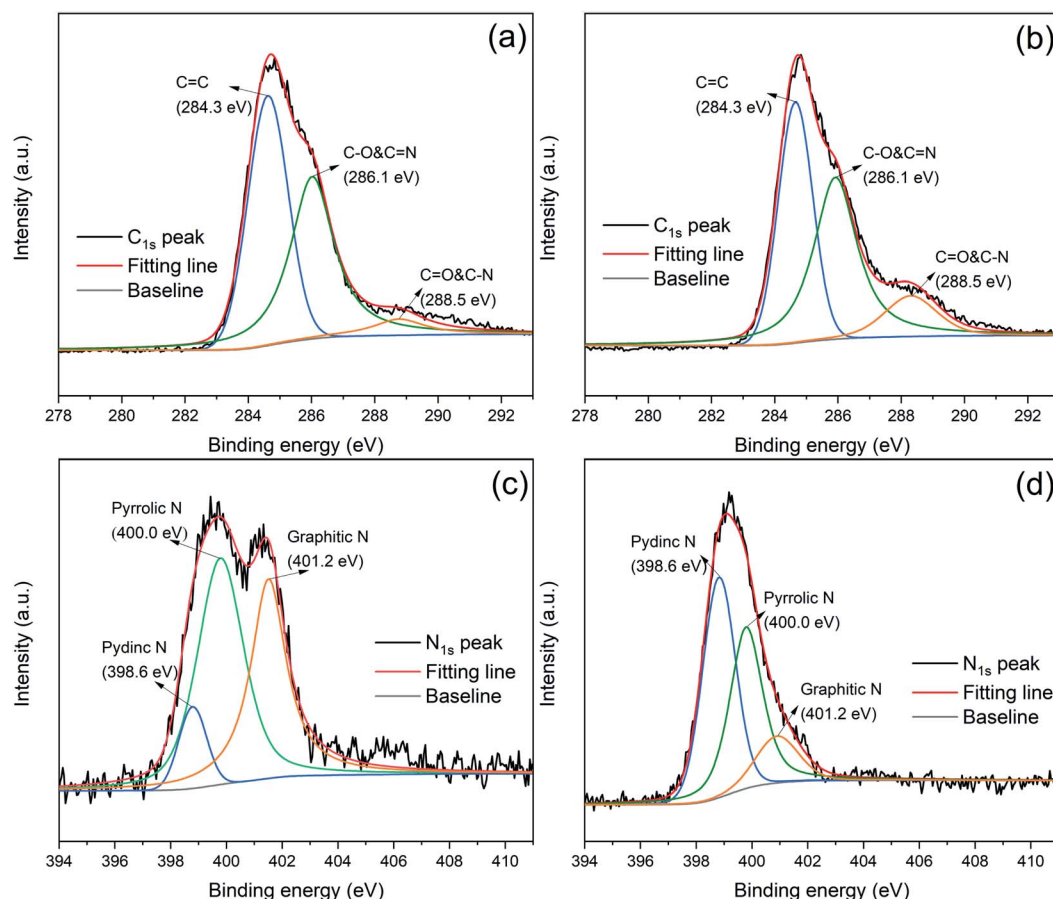 (a)
C=C
(284.3 eV)
C-O&C=N
(286.1 eV)
C1s peak
Fitting line
Baseline
C=O&C-N
(288.5 eV)
Intensity (a.u.)
278 280 282 284 286 288 290 292
Binding energy (eV)
(b)
C=C
(284.3 eV)
C-O&C=N
(286.1 eV)
C1s peak
Fitting line
Baseline
C=O&C-N
(288.5 eV)
Intensity (a.u.)
278 280 282 284 286 288 290 292
Binding energy (eV)
(c)
Pyrrolic N
(400.0 eV)
Graphitic N
(401.2 eV)
Pydinc N
(398.6 eV)
N1s peak
Fitting line
Baseline
Intensity (a.u.)
394 396 398 400 402 404 406 408 410
Binding energy (eV)
(d)
Pydinc N
(398.6 eV)
Pyrrolic N
(400.0 eV)
Graphitic N
(401.2 eV)
N1s peak
Fitting line
Baseline
Intensity (a.u.)
394 396 398 400 402 404 406 408 410
Binding energy (eV)